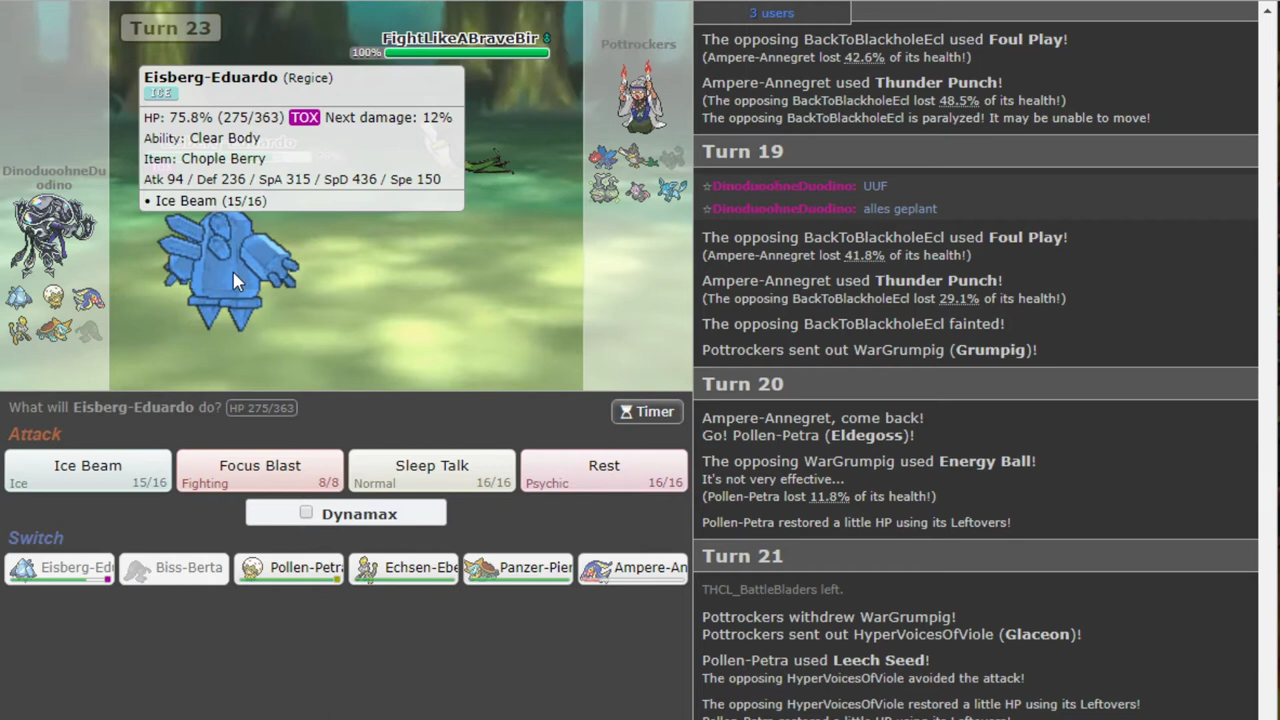 Turn 23
FightLikeABraveBir
100%
Pottrockers
DinoduoohneDu
odino
Eisberg-Eduardo (Regice)
ICE
HP: 75.8% (275/363) TOX Next damage: 12%
Ability: Clear Body
Item: Chople Berry
Atk 94 / Def 236 / SpA 315 / SpD 436 / Spe 150
• Ice Beam (15/16)
What will Eisberg-Eduardo do? HP 275/363
Timer
Attack
Ice Beam
Ice 15/16
Focus Blast
Fighting 8/8
Sleep Talk
Normal 16/16
Rest
Psychic 16/16
Dynamax
Switch
Eisberg-Edu
Biss-Berta
Pollen-Petra
Echsen-Ebe
Panzer-Pier
Ampere-An
3 users
The opposing BackToBlackholeEcl used Foul Play!
(Ampere-Annegret lost 42.6% of its health!)
Ampere-Annegret used Thunder Punch!
(The opposing BackToBlackholeEcl lost 48.5% of its health!)
The opposing BackToBlackholeEcl is paralyzed! It may be unable to move!
Turn 19
☆DinoduoohneDuodino: UUF
☆DinoduoohneDuodino: alles geplant
The opposing BackToBlackholeEcl used Foul Play!
(Ampere-Annegret lost 41.8% of its health!)
Ampere-Annegret used Thunder Punch!
(The opposing BackToBlackholeEcl lost 29.1% of its health!)
The opposing BackToBlackholeEcl fainted!
Pottrockers sent out WarGrumpig (Grumpig)!
Turn 20
Ampere-Annegret, come back!
Go! Pollen-Petra (Eldegoss)!
The opposing WarGrumpig used Energy Ball!
It's not very effective...
(Pollen-Petra lost 11.8% of its health!)
Pollen-Petra restored a little HP using its Leftovers!
Turn 21
THCL_BattleBladers left.
Pottrockers withdrew WarGrumpig!
Pottrockers sent out HyperVoicesOfViole (Glaceon)!
Pollen-Petra used Leech Seed!
The opposing HyperVoicesOfViole avoided the attack!
The opposing HyperVoicesOfViole restored a little HP using its Leftovers!
Pollen-Petra restored a little HP using its Leftovers!